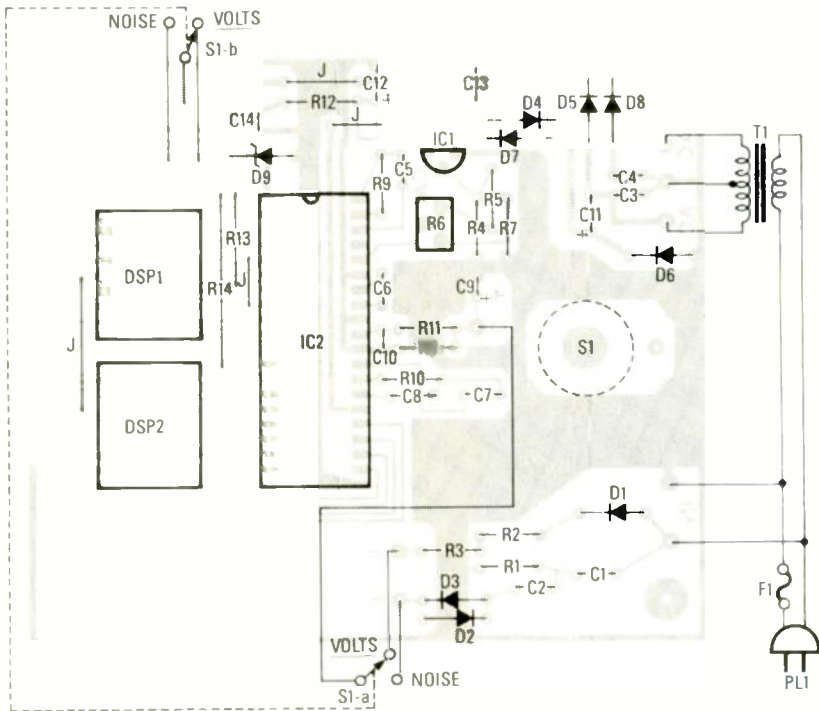 NOISE VOLTS
S1-b
J C12 C13
R12
D4 D5 D8
C14 J
IC1 D7 T1
D9
R9 C5 R5 C4
C3
R6 R4 R7 C11
R13
D6
DSP1 J
R14 C6 C9
J IC2 R11 S1
C10
R10
C8 C7
DSP2
D1
R2
R3
R1 C1
D3 C2 F1
D2
VOLTS
NOISE
S1-a PL1